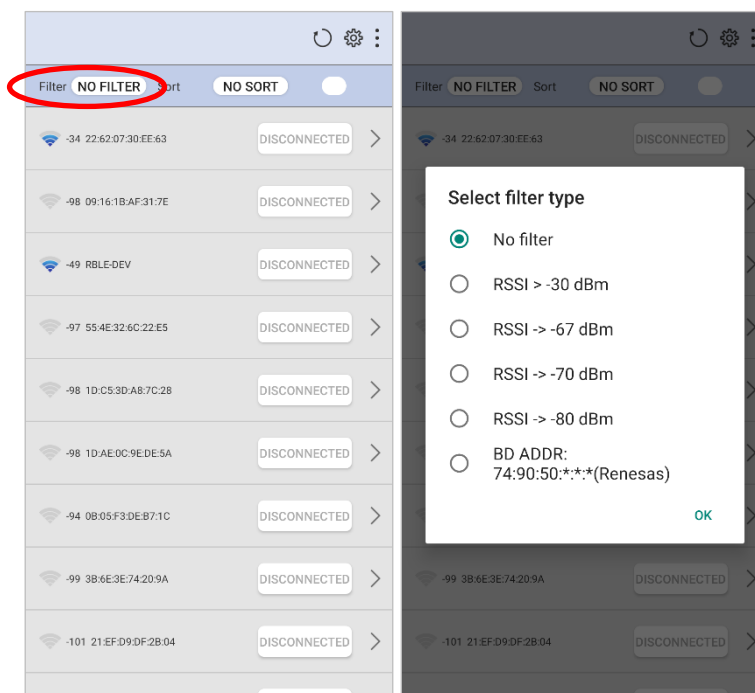 Filter NO FILTER Sort NO SORT
-34 22:62:07:30:EE:63 DISCONNECTED
-98 09:16:1B:AF:31:7E DISCONNECTED
-49 RBLE-DEV DISCONNECTED
-97 55:4E:32:6C:22:E5 DISCONNECTED
-98 1D:C5:3D:A8:7C:28 DISCONNECTED
-98 1D:AE:0C:9E:DE:5A DISCONNECTED
-94 0B:05:F3:DE:B7:1C DISCONNECTED
-99 3B:6E:3E:74:20:9A DISCONNECTED
-101 21:EF:D9:DF:2B:04 DISCONNECTED
Filter NO FILTER Sort NO SORT
-34 22:62:07:30:EE:63 DISCONNECTED
Select filter type
No filter
RSSI > -30 dBm
RSSI -> -67 dBm
RSSI -> -70 dBm
RSSI -> -80 dBm
BD ADDR:
74:90:50:*:*:*(Renesas)
OK
-99 3B:6E:3E:74:20:9A DISCONNECTED
-101 21:EF:D9:DF:2B:04 DISCONNECTED